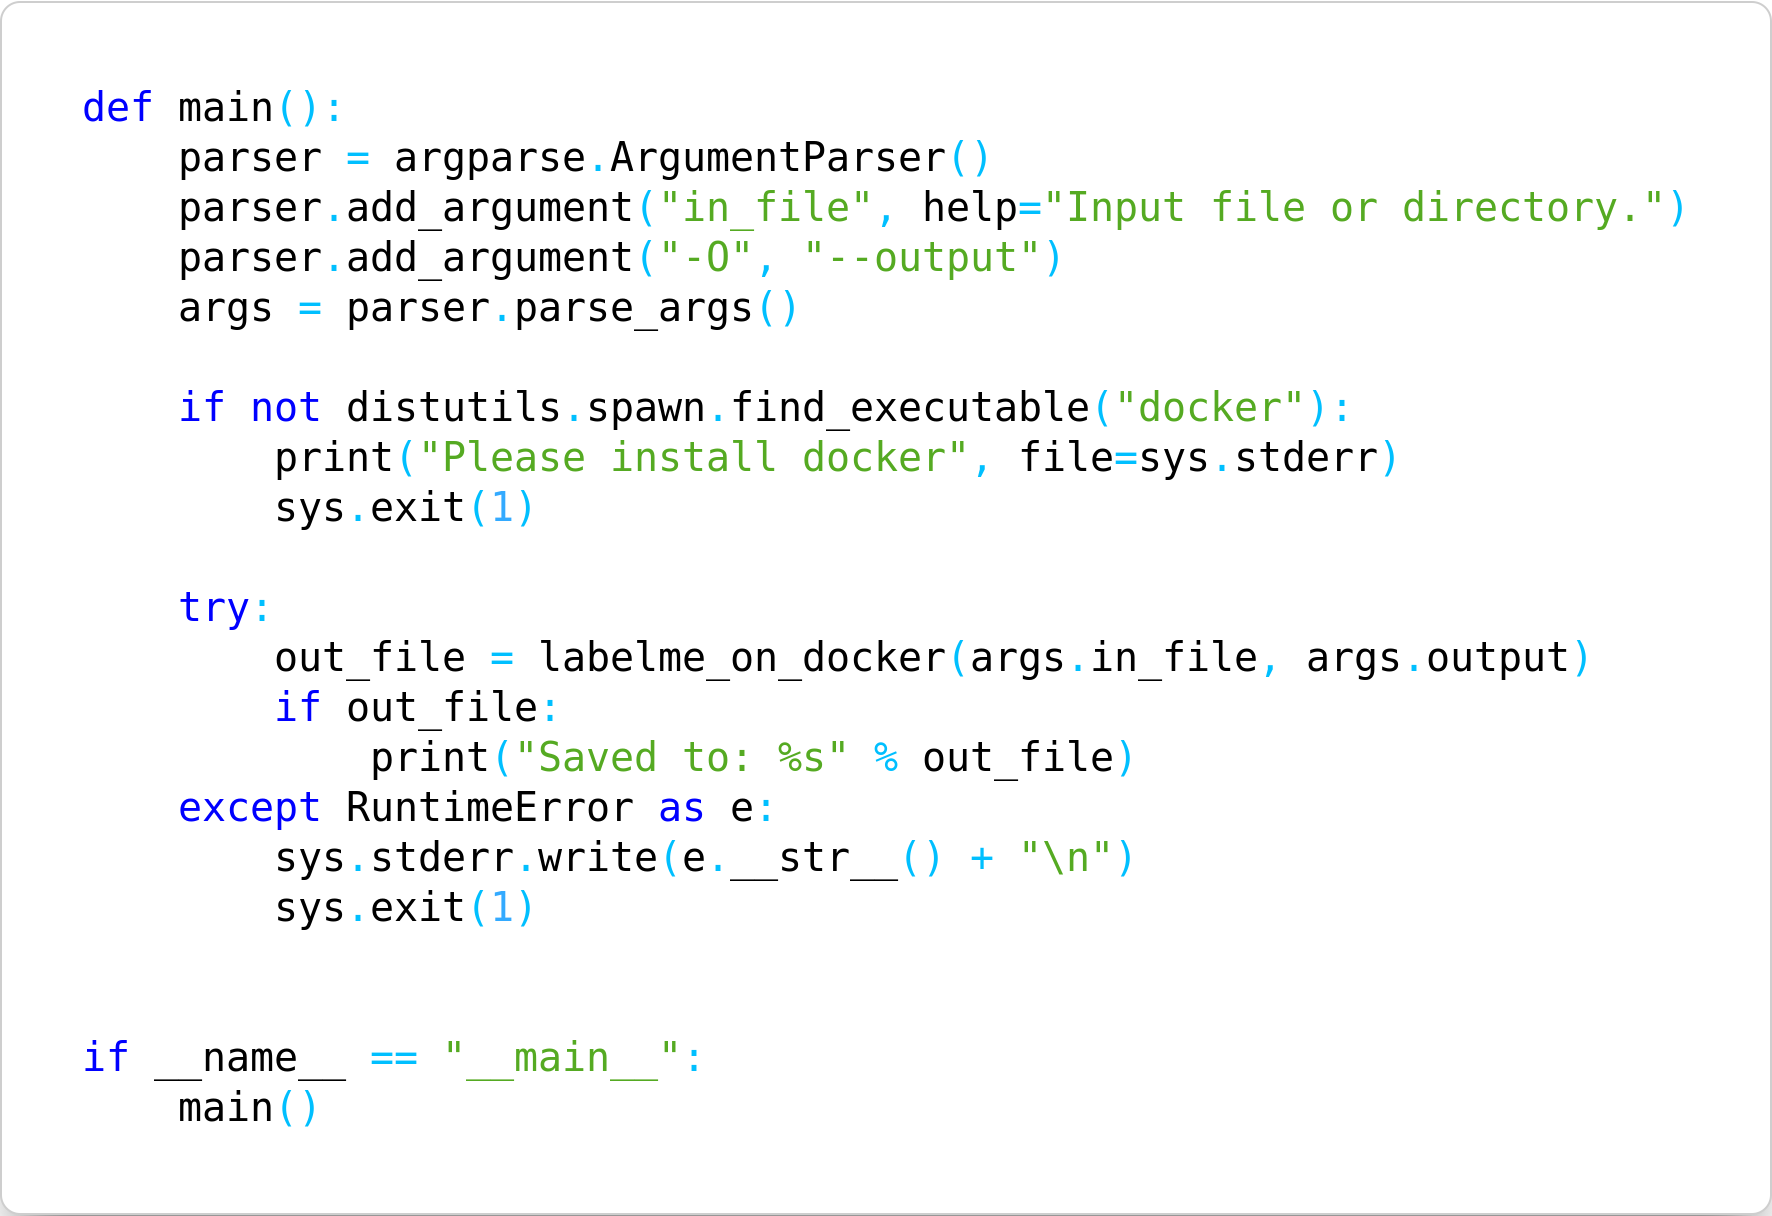 def main():
    parser = argparse.ArgumentParser()
    parser.add_argument("in_file", help="Input file or directory.")
    parser.add_argument("-O", "--output")
    args = parser.parse_args()

    if not distutils.spawn.find_executable("docker"):
        print("Please install docker", file=sys.stderr)
        sys.exit(1)

    try:
        out_file = labelme_on_docker(args.in_file, args.output)
        if out_file:
            print("Saved to: %s" % out_file)
    except RuntimeError as e:
        sys.stderr.write(e.__str__() + "\n")
        sys.exit(1)


if __name__ == "__main__":
    main()